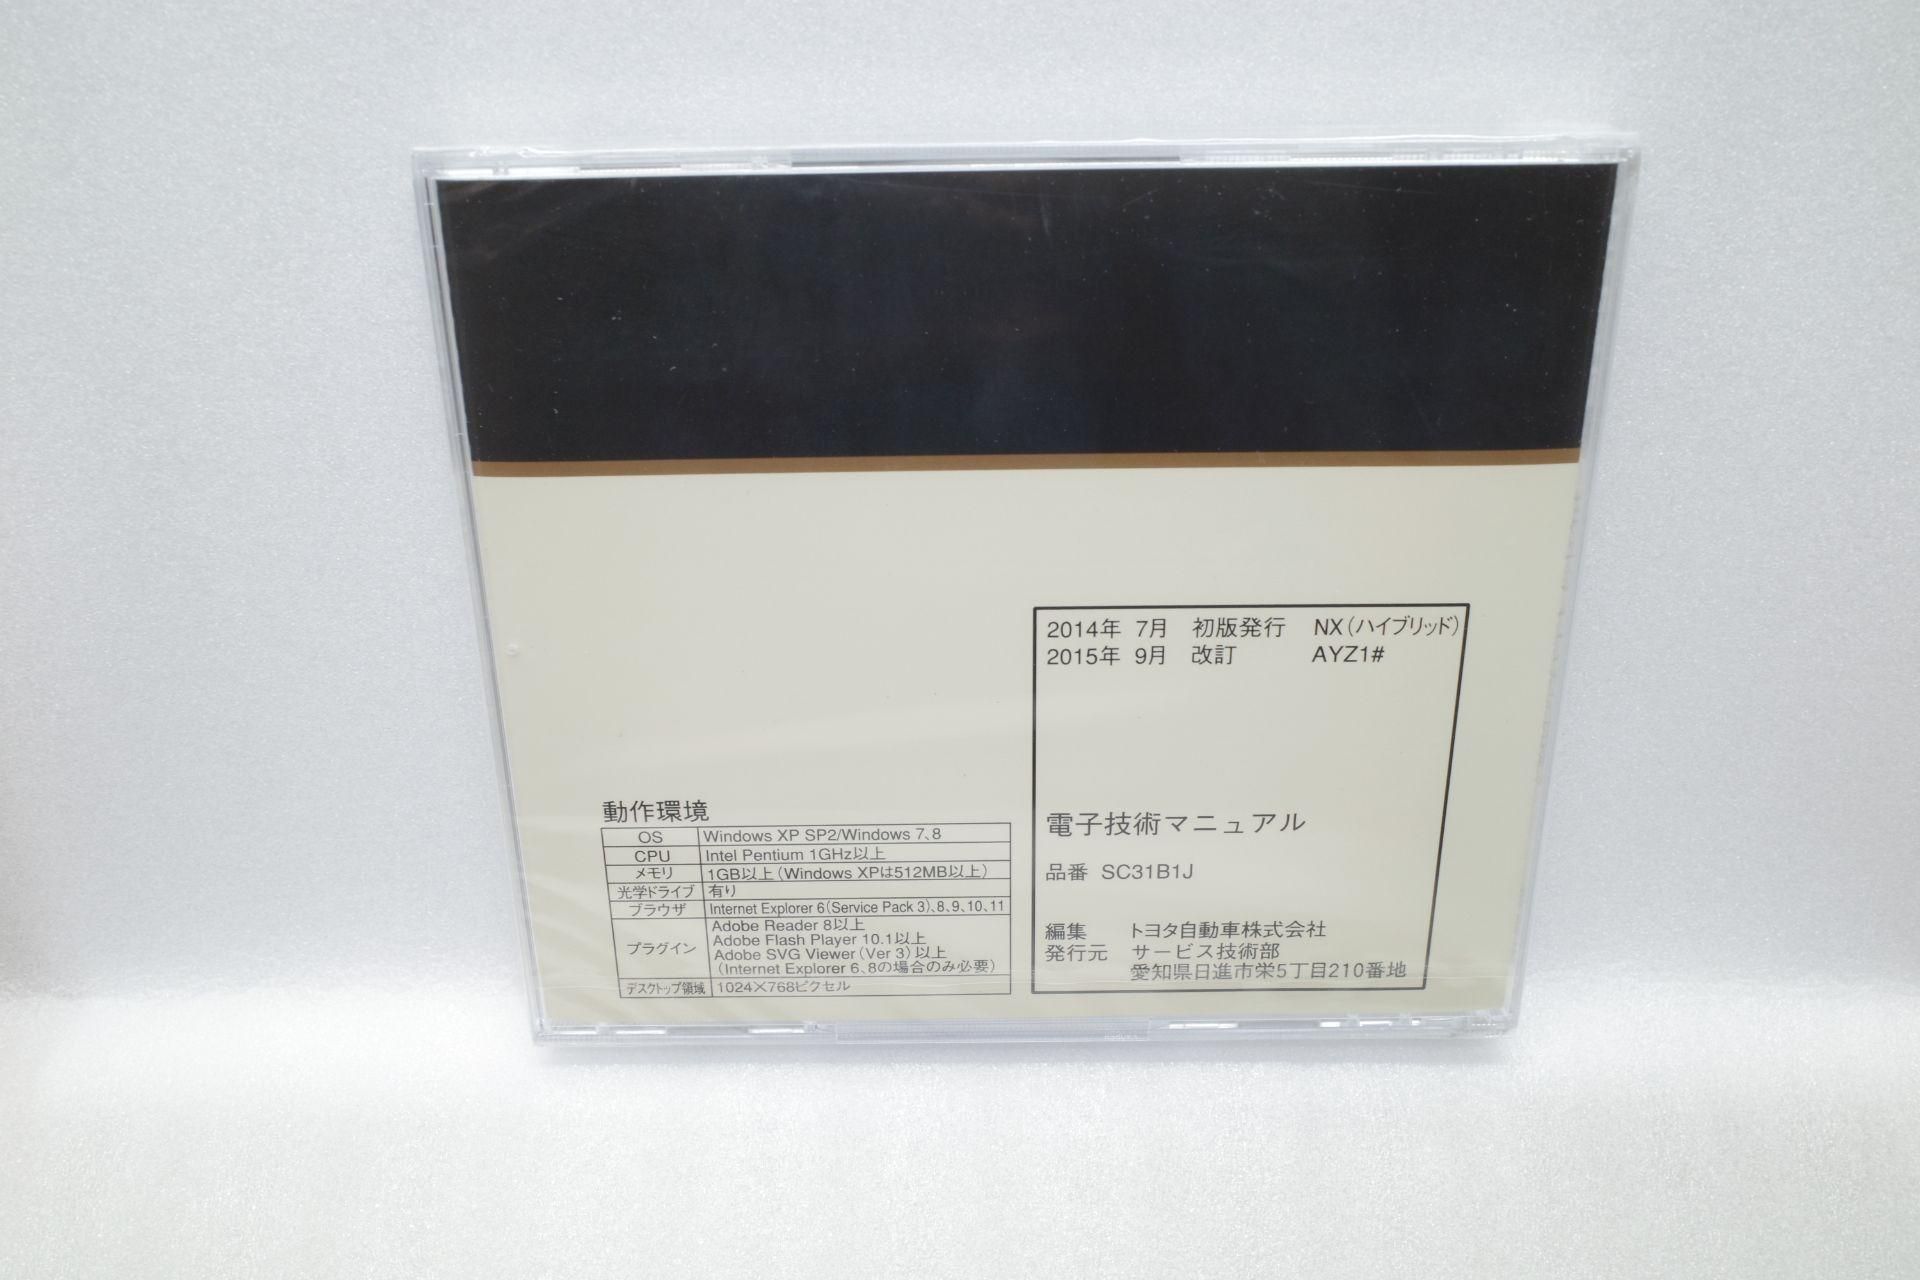 2014年 7月 初版発行 NX(ハイブリッド)
2015年 9月 改訂 AYZ1#
電子技術マニュアル
品番 SC31B1J
編集 トヨタ自動車株式会社
発行元 サービス技術部
愛知県日進市栄5丁目210番地
動作環境
OS Windows XP SP2/Windows 7、8
CPU Intel Pentium 1GHz以上
メモリ 1GB以上(Windows XPは512MB以上)
光学ドライブ 有り
ブラウザ Internet Explorer 6(Service Pack 3)、8、9、10、11
プラグイン Adobe Reader 8以上
Adobe Flash Player 10.1以上
Adobe SVG Viewer(Ver 3)以上
(Internet Explorer 6、8の場合のみ必要)
デスクトップ領域 1024×768ピクセル